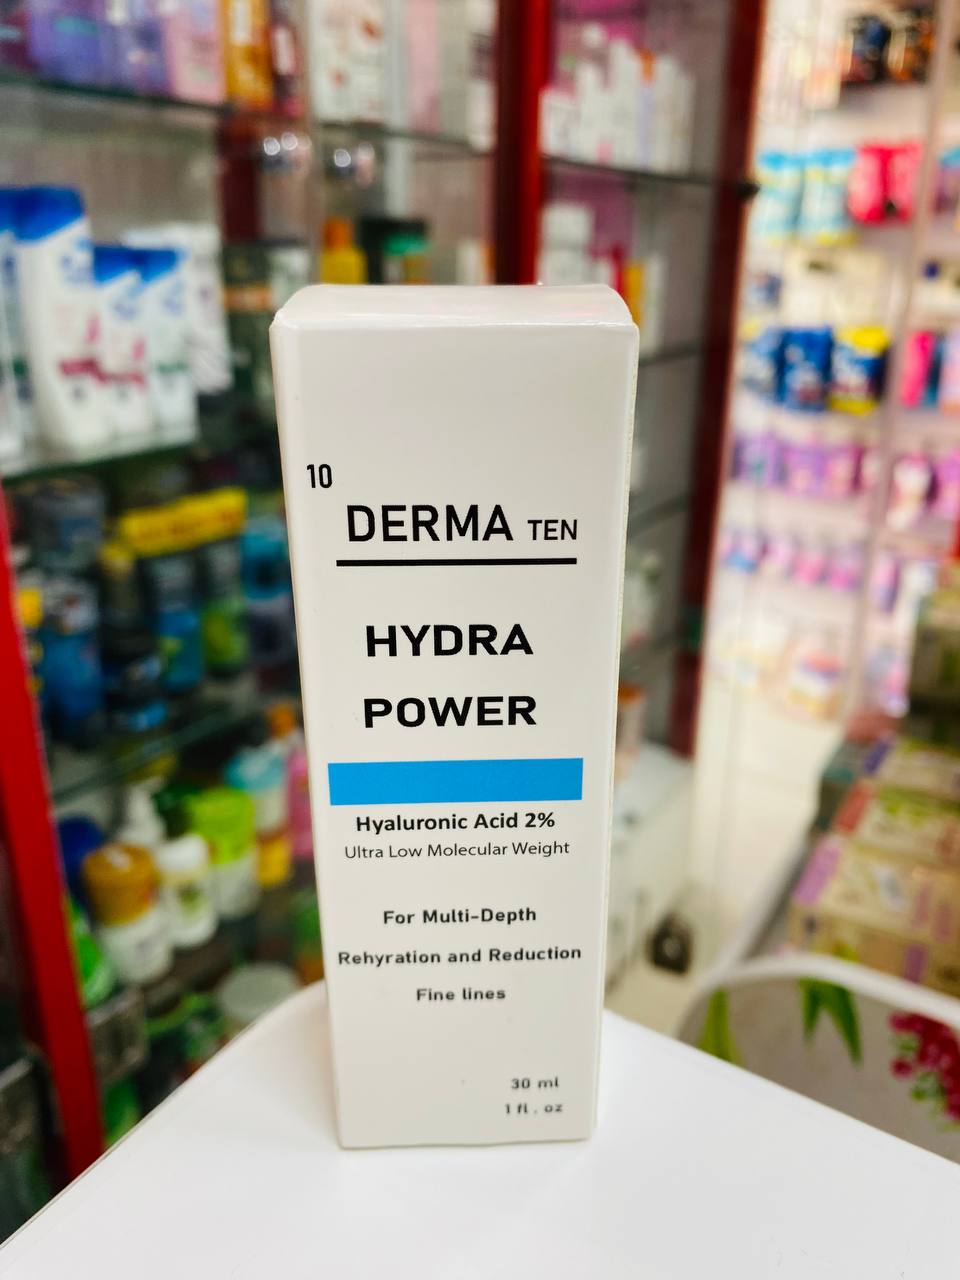 10
DERMA TEN
HYDRA
POWER
Hyaluronic Acid 2%
Ultra Low Molecular Weight
For Multi-Depth
Rehyration and Reduction
Fine lines
30 ml
1 fl . oz